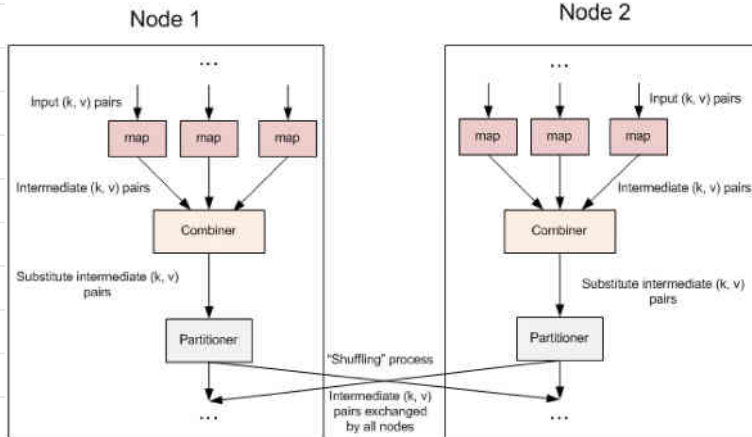 Node 1
Node 2
...
...
Input (k, v) pairs
Input (k, v) pairs
map
map
map
map
map
map
Intermediate (k, v) pairs
Intermediate (k, v) pairs
Combiner
Combiner
Substitute intermediate (k, v)
pairs
Substitute intermediate (k, v)
pairs
Partitioner
Partitioner
"Shuffling" process
Intermediate (k, v)
pairs exchanged
by all nodes
...
...